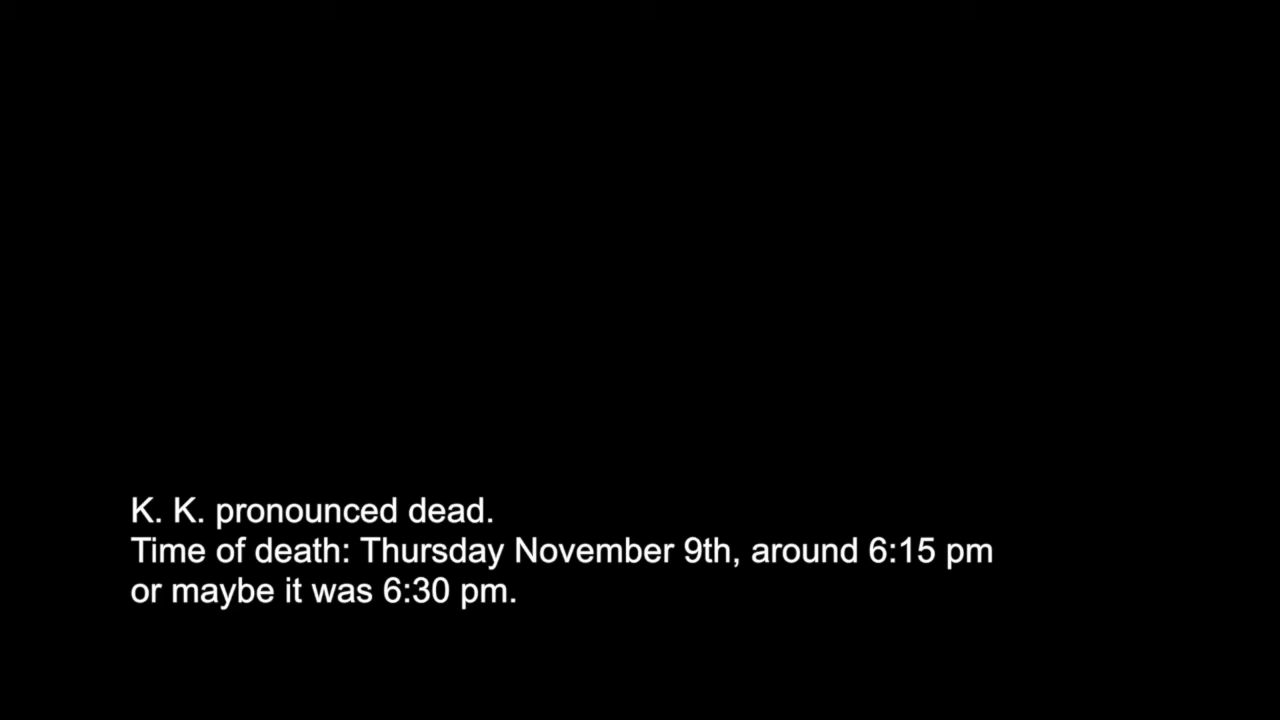 K. K. pronounced dead.
Time of death: Thursday November 9th, around 6:15 pm
or maybe it was 6:30 pm.